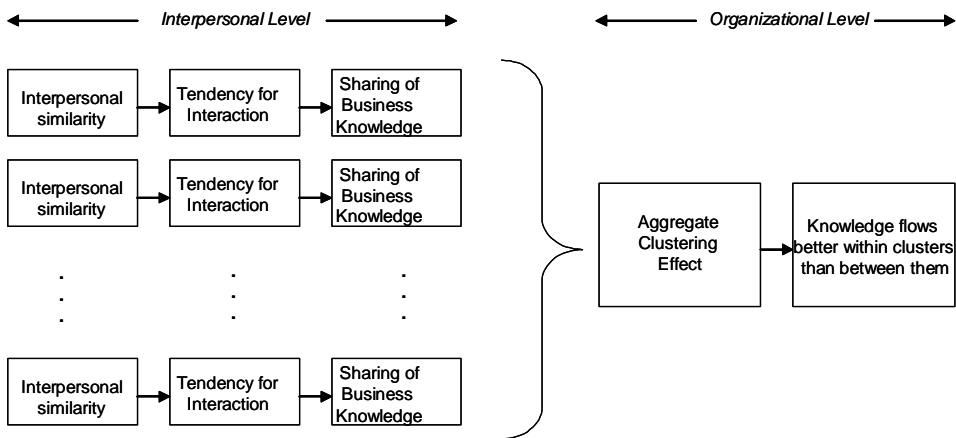 Interpersonal Level
Organizational Level
Interpersonal
similarity
Tendency for
Interaction
Sharing of
Business
Knowledge
Interpersonal
similarity
Tendency for
Interaction
Sharing of
Business
Knowledge
Interpersonal
similarity
Tendency for
Interaction
Sharing of
Business
Knowledge
Aggregate
Clustering
Effect
Knowledge flows
better within clusters
than between them